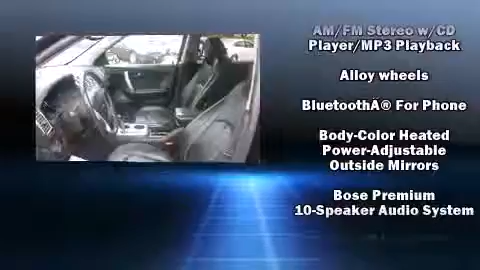 AM/FM Stereo w/CD
Player/MP3 Playback
Alloy wheels
BluetoothÂ® For Phone
Body-Color Heated
Power-Adjustable
Outside Mirrors
Bose Premium
10-Speaker Audio System